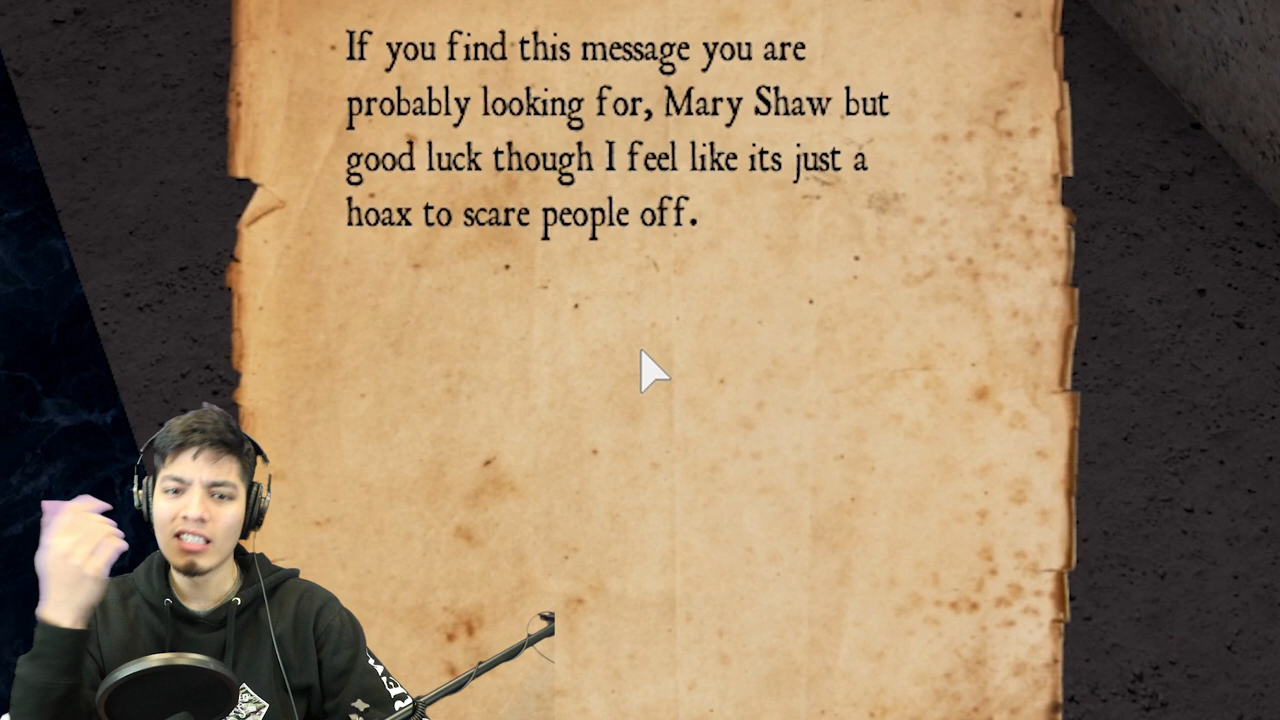 If you find this message you are
probably looking for, Mary Shaw but
good luck though I feel like its just a
hoax to scare people off.